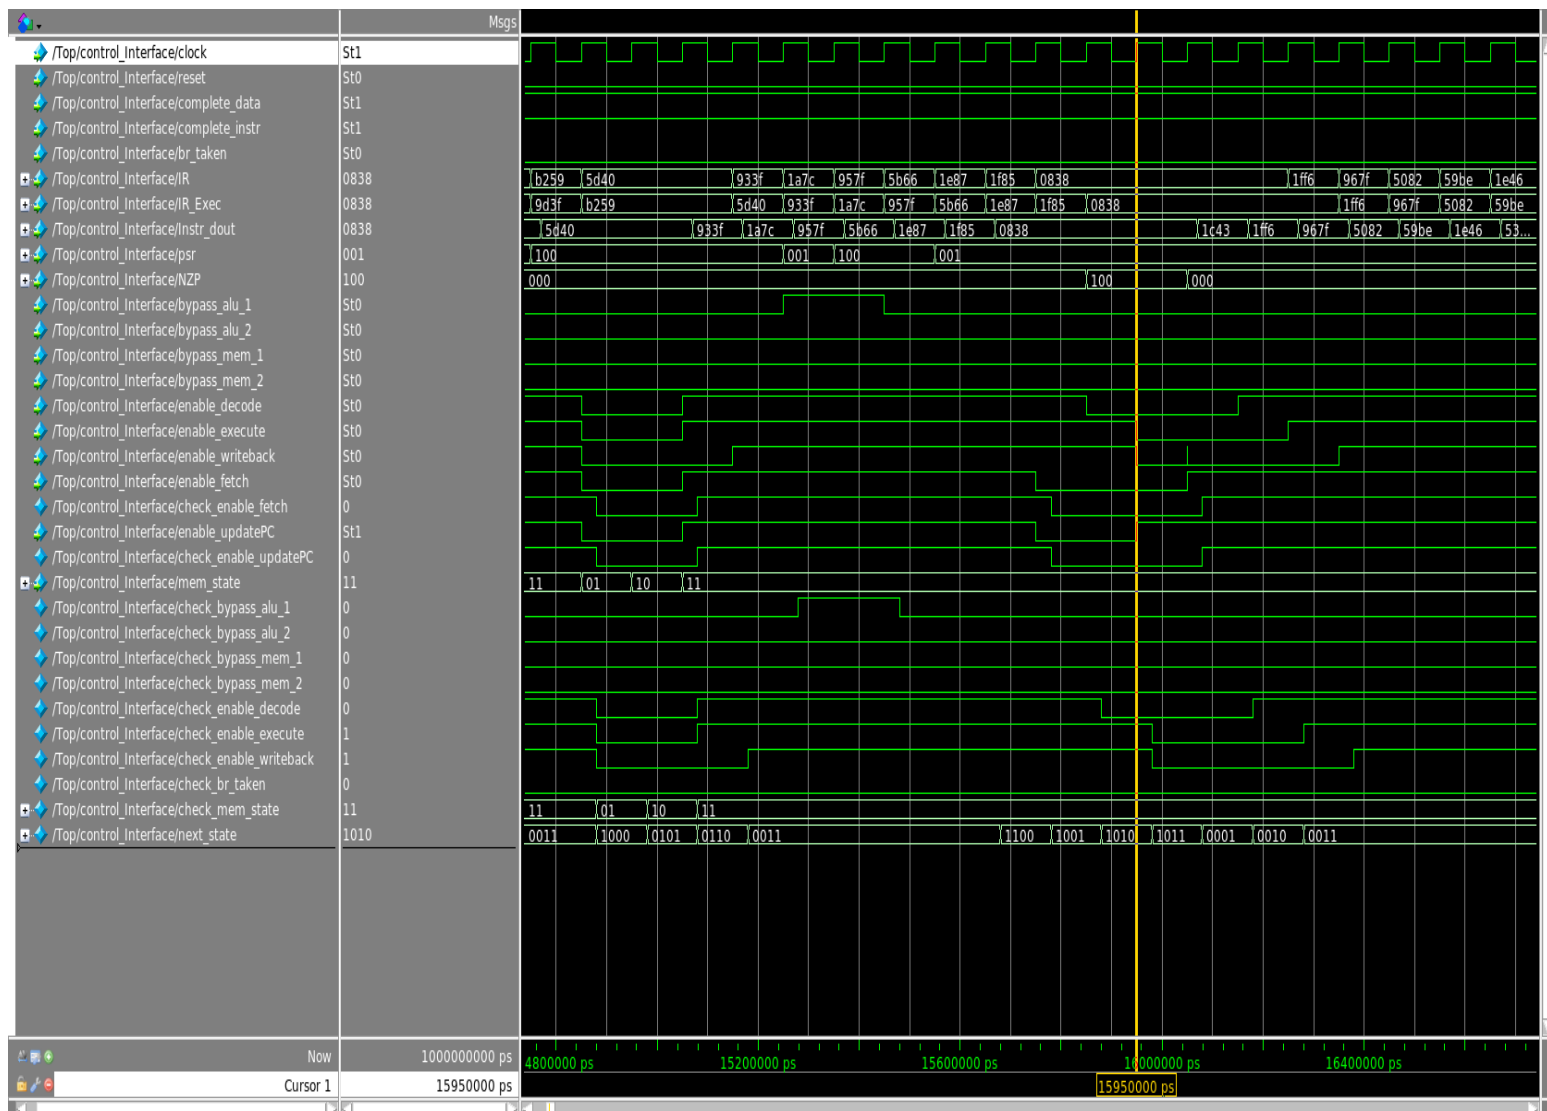 Msgs
/Top/control_Interface/clock St1
/Top/control_Interface/reset St0
/Top/control_Interface/complete_data St1
/Top/control_Interface/complete_instr St1
/Top/control_Interface/br_taken St0
/Top/control_Interface/IR 0838 b259 5d40 933f 1a7c 957f 5b66 1e87 1f85 0838 1ff6 967f 5082 59be 1e46
/Top/control_Interface/IR_Exec 0838 9d3f b259 5d40 933f 1a7c 957f 5b66 1e87 1f85 0838 1ff6 967f 5082 59be
/Top/control_Interface/Instr_dout 0838 5d40 933f 1a7c 957f 5b66 1e87 1f85 0838 1c43 1ff6 967f 5082 59be 1e46 53...
/Top/control_Interface/psr 001 100 001 100 001
/Top/control_Interface/NZP 100 000 100 000
/Top/control_Interface/bypass_alu_1 St0
/Top/control_Interface/bypass_alu_2 St0
/Top/control_Interface/bypass_mem_1 St0
/Top/control_Interface/bypass_mem_2 St0
/Top/control_Interface/enable_decode St0
/Top/control_Interface/enable_execute St0
/Top/control_Interface/enable_writeback St0
/Top/control_Interface/enable_fetch St0
/Top/control_Interface/check_enable_fetch 0
/Top/control_Interface/enable_updatePC St1
/Top/control_Interface/check_enable_updatePC 0
/Top/control_Interface/mem_state 11 11 01 10 11
/Top/control_Interface/check_bypass_alu_1 0
/Top/control_Interface/check_bypass_alu_2 0
/Top/control_Interface/check_bypass_mem_1 0
/Top/control_Interface/check_bypass_mem_2 0
/Top/control_Interface/check_enable_decode 0
/Top/control_Interface/check_enable_execute 1
/Top/control_Interface/check_enable_writeback 1
/Top/control_Interface/check_br_taken 0
/Top/control_Interface/check_mem_state 11 11 01 10 11
/Top/control_Interface/next_state 1010 0011 1000 0101 0110 0011 1100 1001 1010 1011 0001 0010 0011
Now 1000000000 ps 4800000 ps 15200000 ps 15600000 ps 16000000 ps 16400000 ps
Cursor 1 15950000 ps 15950000 ps